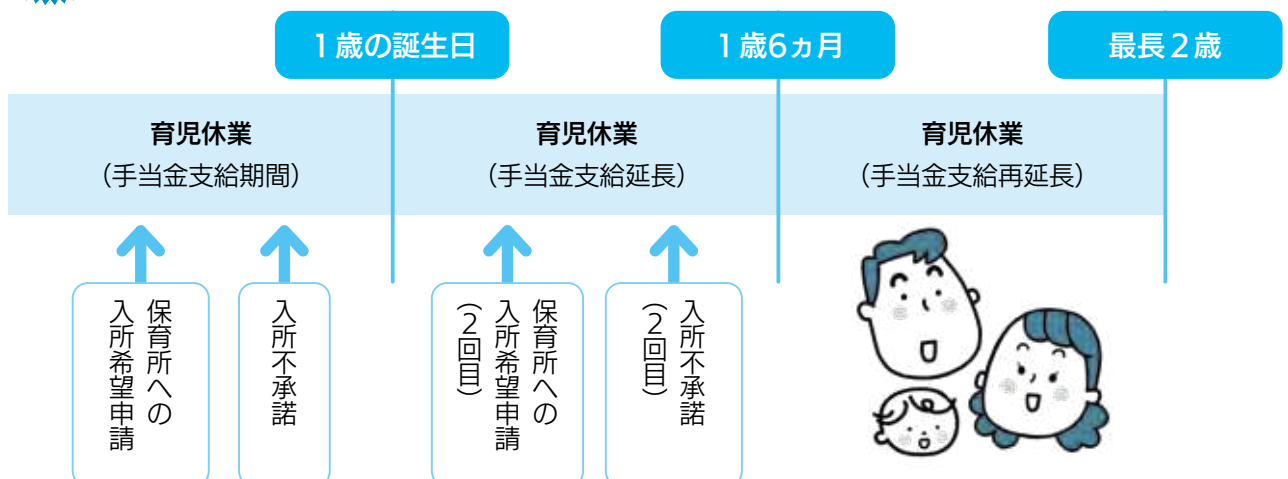 1歳の誕生日
1歳6ヵ月
最長2歳
育児休業
(手当金支給期間)
育児休業
(手当金支給延長)
育児休業
(手当金支給再延長)
保育所への
入所希望申請
入所不承諾
保育所への
入所希望申請
(2回目)
入所不承諾
(2回目)